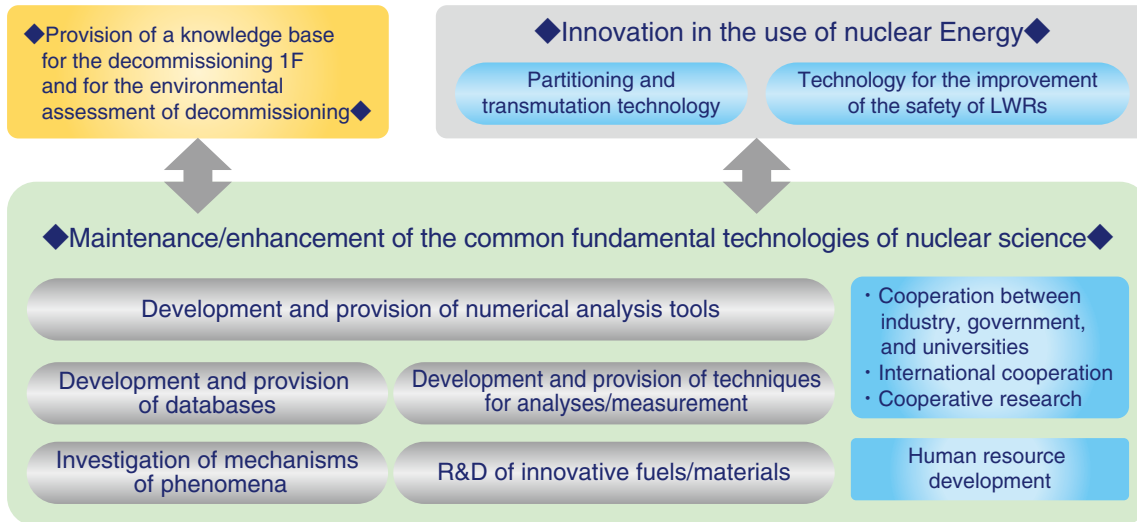 ◆Provision of a knowledge base
for the decommissioning 1F
and for the environmental
assessment of decommissioning◆
◆Innovation in the use of nuclear Energy◆
Partitioning and
transmutation technology
Technology for the improvement
of the safety of LWRs
◆Maintenance/enhancement of the common fundamental technologies of nuclear science◆
Development and provision of numerical analysis tools
Development and provision
of databases
Development and provision of techniques
for analyses/measurement
Investigation of mechanisms
of phenomena
R&D of innovative fuels/materials
・Cooperation between
industry, government,
and universities
・International cooperation
・Cooperative research
Human resource
development